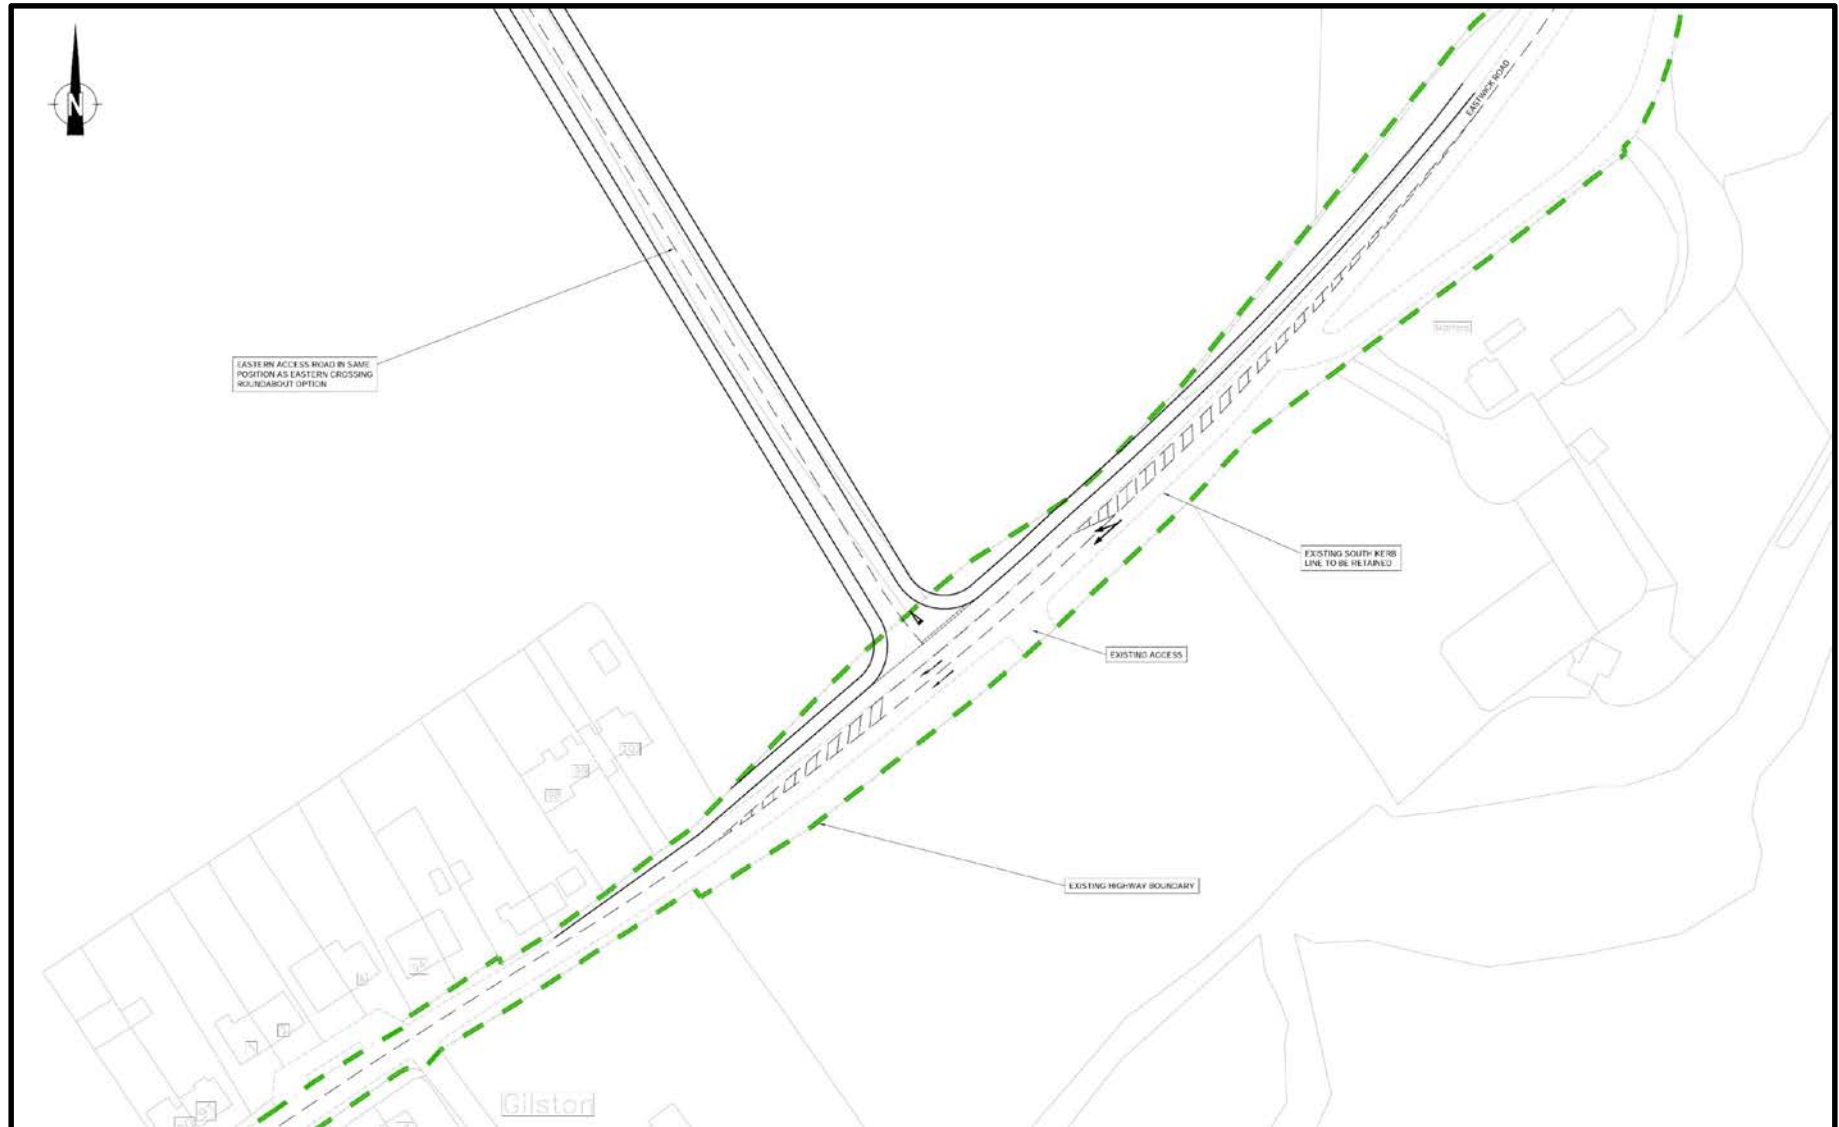 N
EASTWICK ROAD
EASTERN ACCESS ROAD IN SAME
POSITION AS EASTERN CROSSING
ROUNDABOUT OPTION
EXISTING SOUTH KERB
LINE TO BE RETAINED
EXISTING ACCESS
EXISTING HIGHWAY BOUNDARY
Gilston